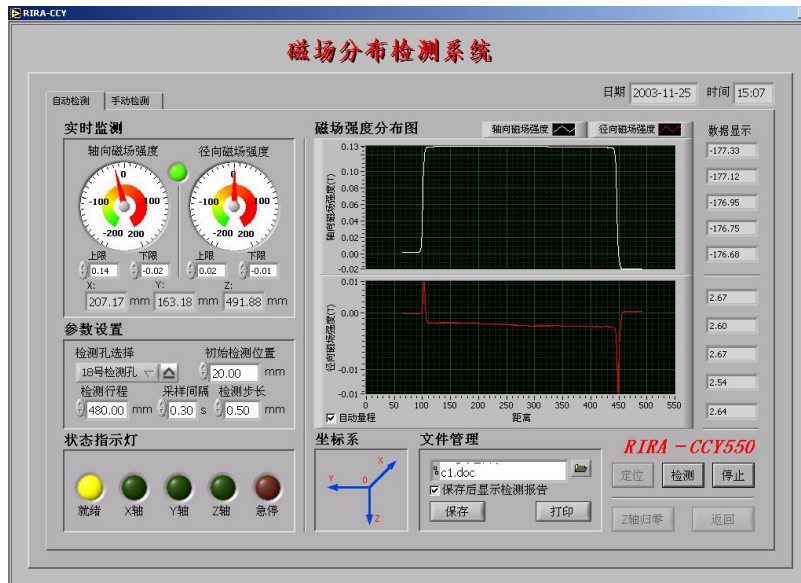 RIRA-CCY
磁场分布检测系统
日期 2003-11-25 时间 15:07
自动检测 手动检测
实时监测
轴向磁场强度 径向磁场强度
0 0
-100 100 -100 100
-200 200 -200 200
上限 下限 上限 下限
0.14 -0.02 0.02 -0.01
X: Y: Z:
207.17 mm 163.18 mm 491.88 mm
参数设置
检测孔选择 初始检测位置
18号检测孔 20.00 mm
检测行程 采样间隔 检测步长
480.00 mm 0.30 s 0.50 mm
状态指示灯
就绪 X轴 Y轴 Z轴 急停
磁场强度分布图 轴向磁场强度 径向磁场强度
轴向磁场强度(T)
0.13
0.10
0.08
0.06
0.04
0.02
0.00
-0.02
径向磁场强度(T)
0.01
0.00
-0.01
-0.01
0 50 100 150 200 250 300 350 400 450 500 550
自动量程 距离
数据显示
-177.33
-177.12
-176.95
-176.75
-176.68
2.67
2.60
2.67
2.54
2.64
坐标系
X
Y 0
Z
文件管理
c1.doc
保存后显示检测报告
保存 打印
RIRA-CCY550
定位 检测 停止
Z轴归零 返回